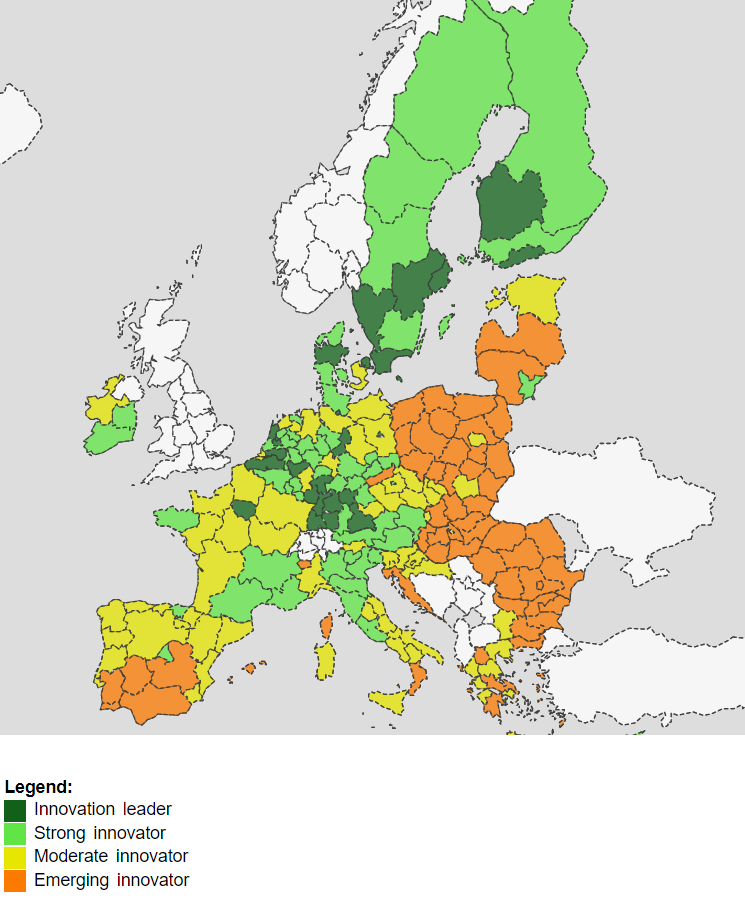 Legend:
Innovation leader
Strong innovator
Moderate innovator
Emerging innovator